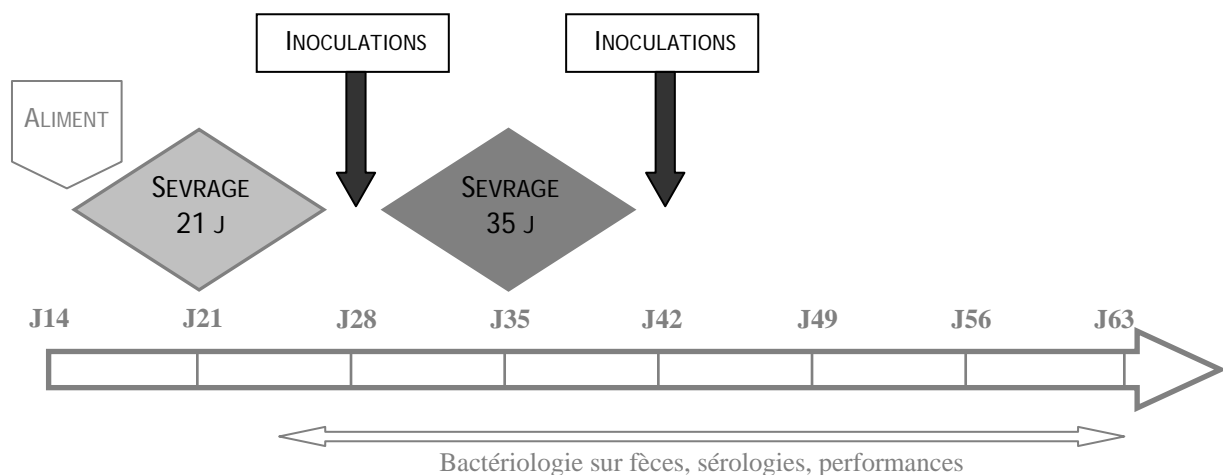 INOCULATIONS
INOCULATIONS
ALIMENT
SEVRAGE
21 J
SEVRAGE
35 J
J14
J21
J28
J35
J42
J49
J56
J63
Bactériologie sur fèces, sérologies, performances